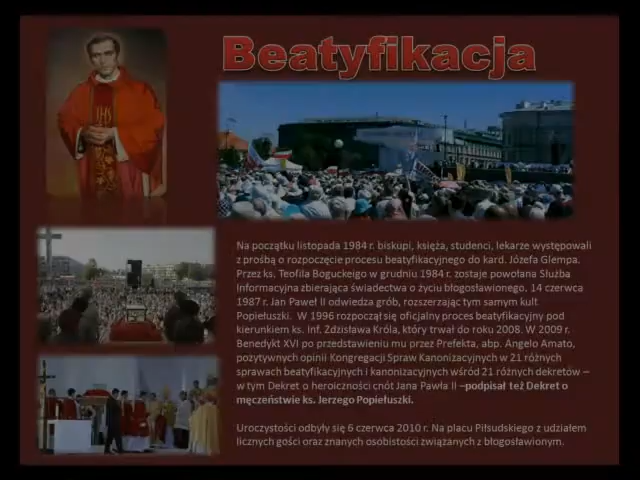 Beatyfikacja
Na początku listopada 1984 r. biskupi, księża, studenci, lekarze występowali
z prośbą o rozpoczęcie procesu beatyfikacyjnego do kard. Józefa Glempa.
Przez ks. Teofila Boguckeigo w grudniu 1984 r. zostaje powołana Służba
Informacyjna zbierająca świadectwa o życiu błogosławionego. 14 czerwca
1987 r. Jan Paweł II odwiedza grób, rozszerzając tym samym kult
Popiełuszki. W 1996 rozpoczął się oficjalny proces beatyfikacyjny pod
kierunkiem ks. Inf. Zdzisława Króla, który trwał do roku 2008. W 2009 r.
Benedykt XVI po przedstawieniu mu przez Prefekta, abp. Angelo Amato,
pozytywnych opinii Kongregacji Spraw Kanonizacyjnych w 21 różnych
sprawach beatyfikacyjnych i kanonizacyjnych wśród 21 różnych dekretów –
w tym Dekret o heroiczności cnót Jana Pawła II –podpisał też Dekret o
męczeństwie ks. Jerzego Popiełuszki.
Uroczystości odbyły się 6 czerwca 2010 r. Na placu Piłsudskiego z udziałem
licznych gości oraz znanych osobistości związanych z błogosławionym.